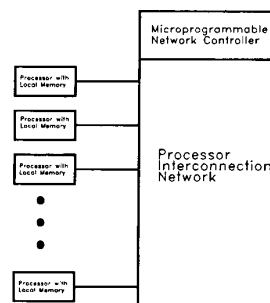 Microprogrammable
Network Controller
Processor with
Local Memory
Processor with
Local Memory
Processor with
Local Memory
Processor
Interconnection
Network
Processor with
Local Memory